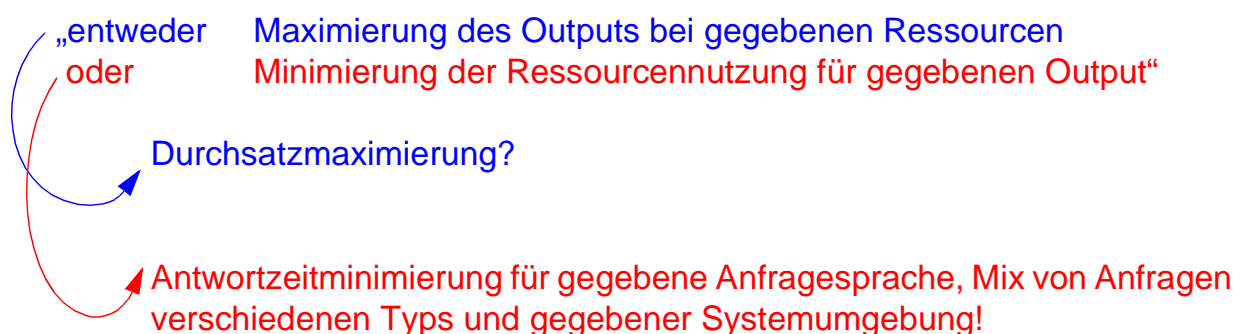 „entweder Maximierung des Outputs bei gegebenen Ressourcen
oder Minimierung der Ressourcennutzung für gegebenen Output“
Durchsatzmaximierung?
Antwortzeitminimierung für gegebene Anfragesprache, Mix von Anfragen
verschiedenen Typs und gegebener Systemumgebung!